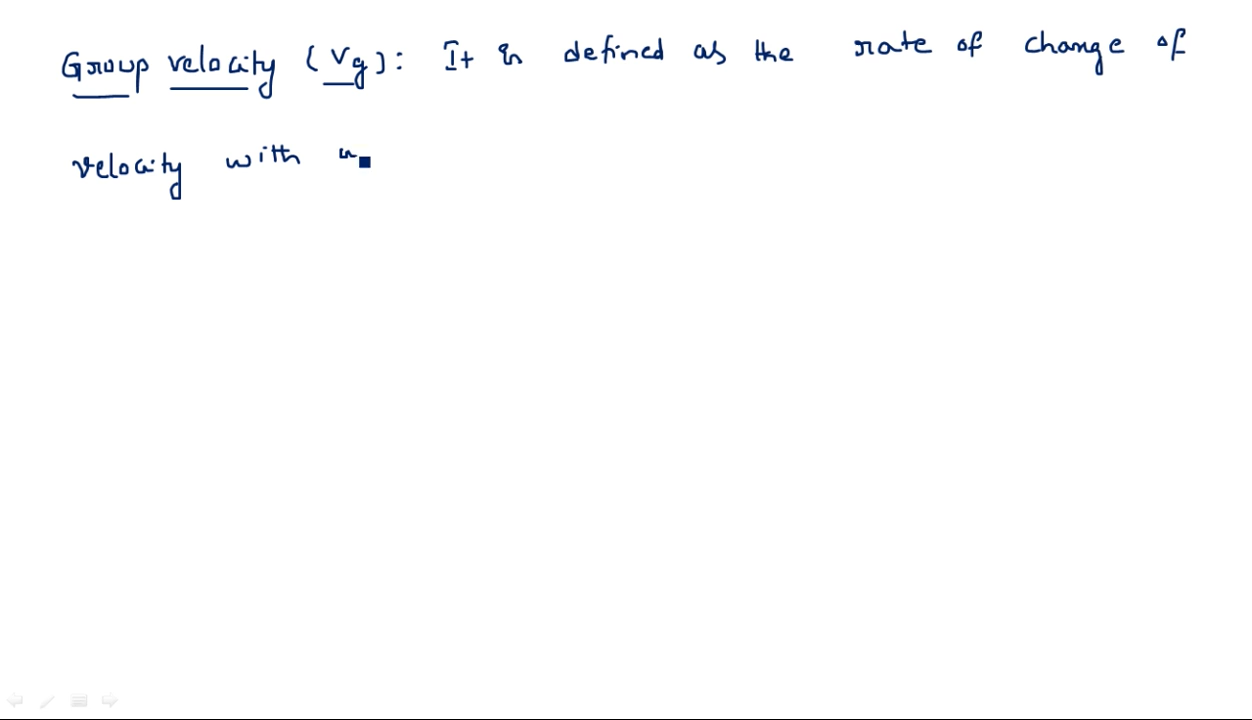 Group velocity (Vg): It is defined as the rate of change of
velocity with